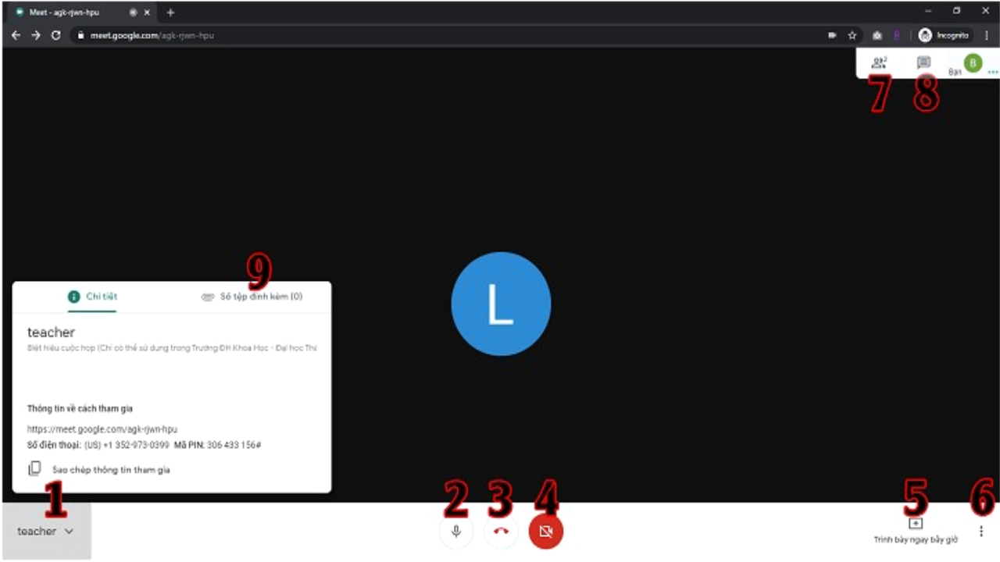 Meet - agk-rjwn-hpu
meet.google.com/agk-rjwn-hpu
Incognito
2
Bạn
B
7
8
9
Chi tiết
Số tệp đính kèm (0)
teacher
Biệt hiệu cuộc họp (Chỉ có thể sử dụng trong Trường ĐH Khoa Học - Đại học Thá
L
Thông tin về cách tham gia
https://meet.google.com/agk-rjwn-hpu
Số điện thoại: (US) +1 352-973-0399 Mã PIN: 306 433 156#
Sao chép thông tin tham gia
1
2
3
4
5
6
teacher
Trình bày ngay bây giờ